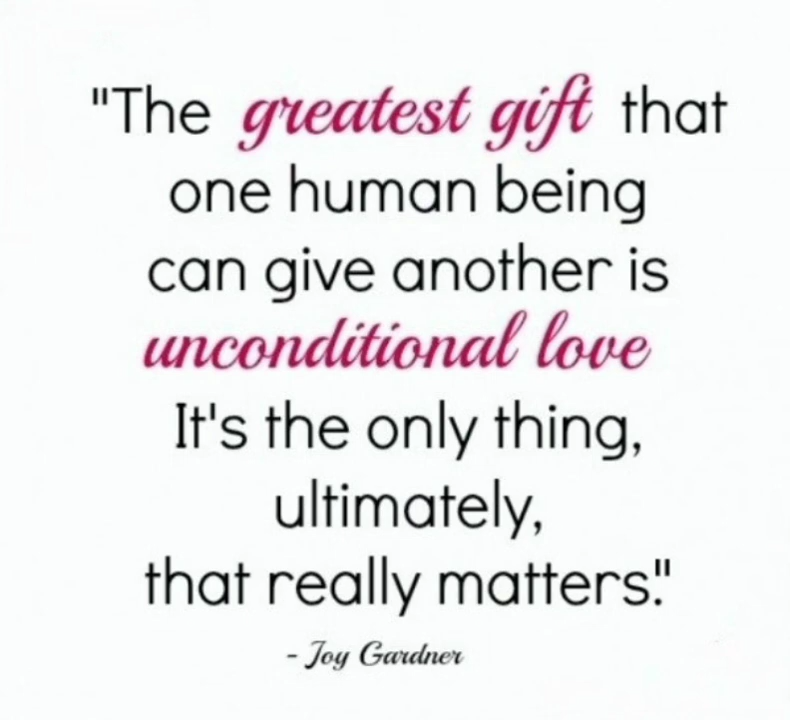 "The greatest gift that
one human being
can give another is
unconditional love
It's the only thing,
ultimately,
that really matters."
- Joy Gardner